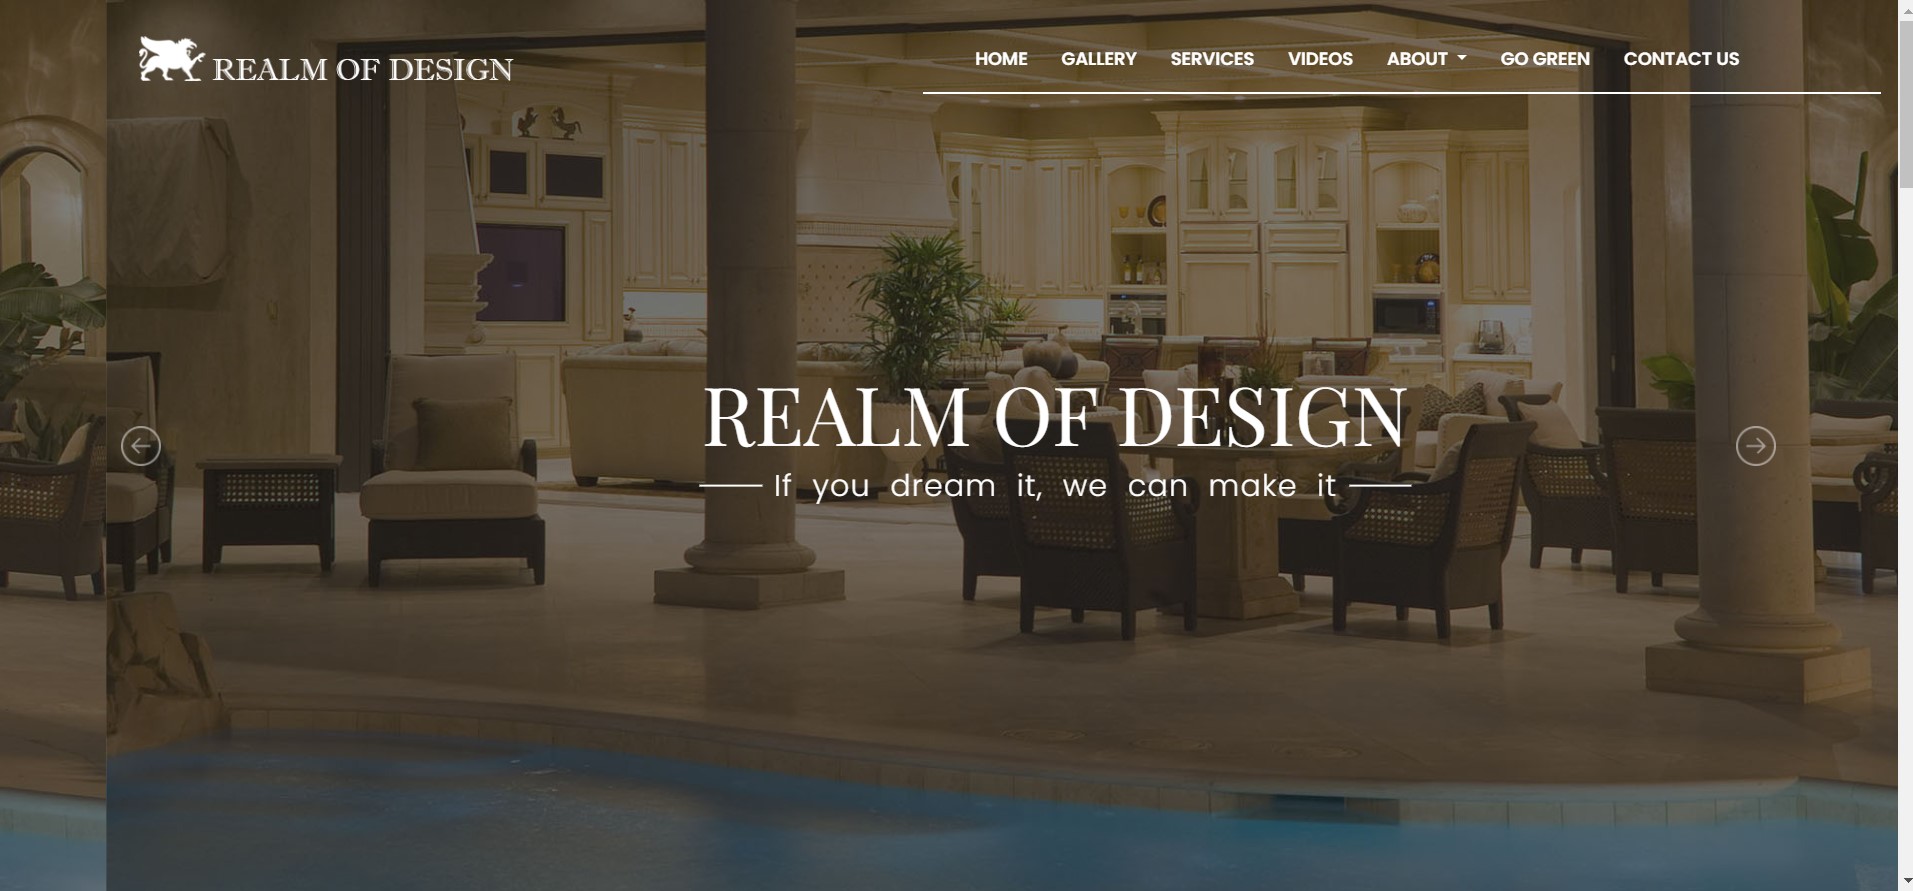 REALM OF DESIGN
HOME GALLERY SERVICES VIDEOS ABOUT GO GREEN CONTACT US
REALM OF DESIGN
If you dream it, we can make it